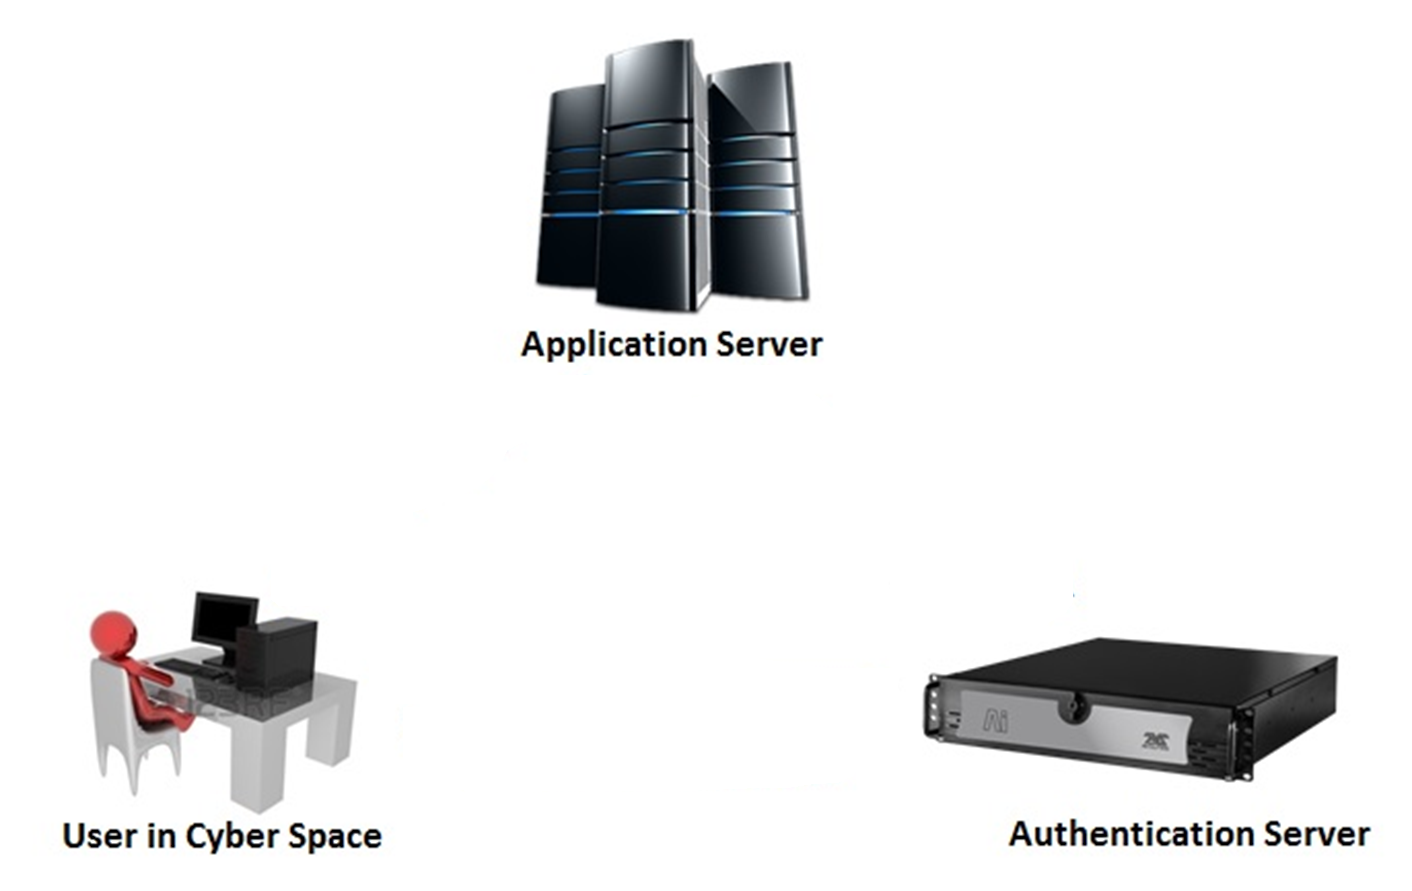 Application Server
User in Cyber Space
Authentication Server